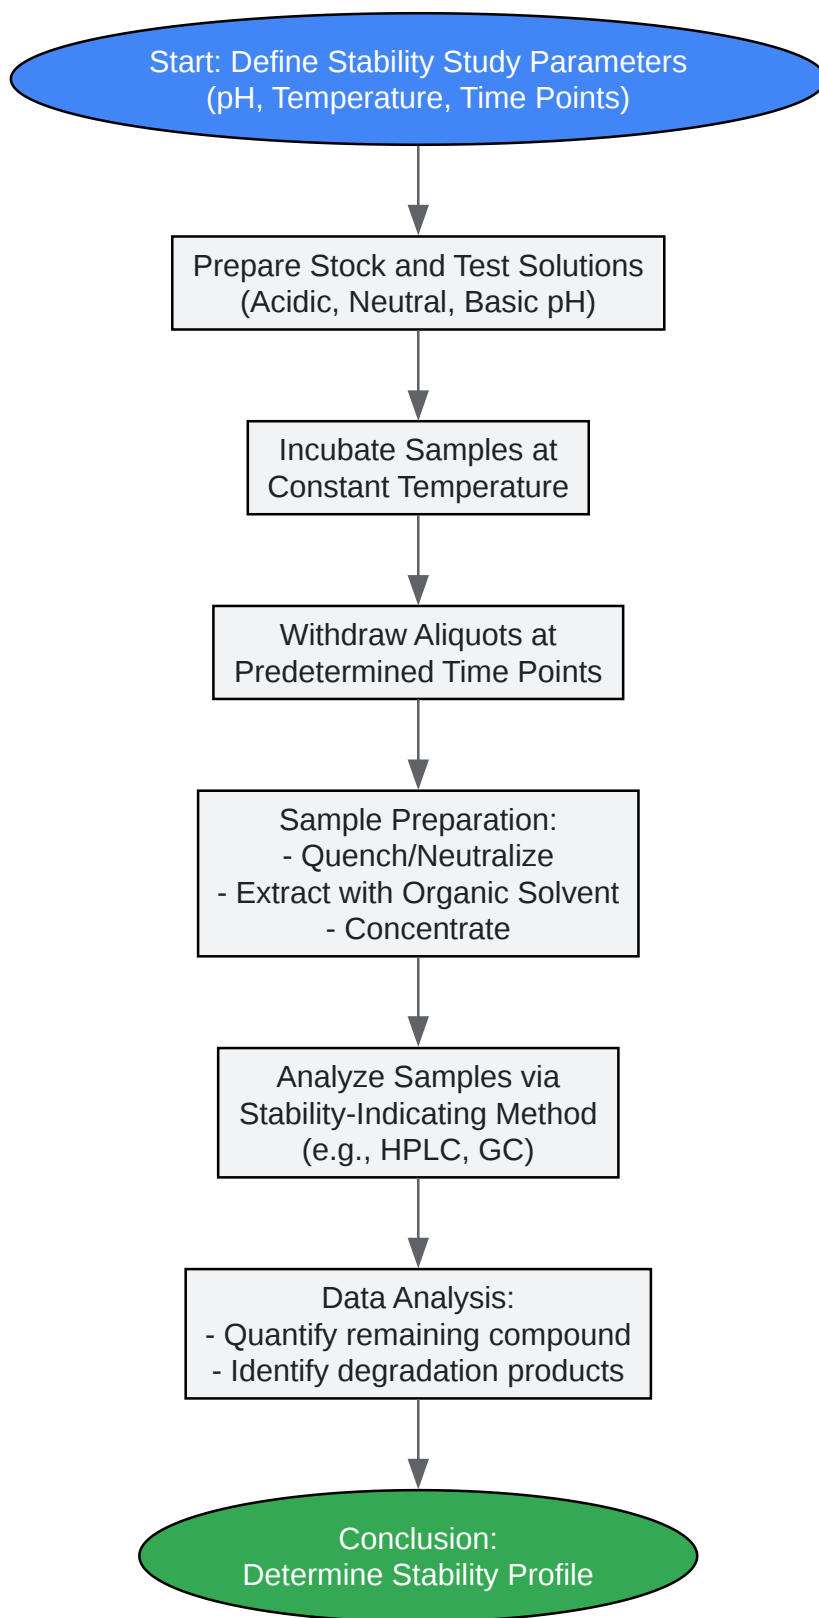 Start: Define Stability Study Parameters
(pH, Temperature, Time Points)
Prepare Stock and Test Solutions
(Acidic, Neutral, Basic pH)
Incubate Samples at
Constant Temperature
Withdraw Aliquots at
Predetermined Time Points
Sample Preparation:
- Quench/Neutralize
- Extract with Organic Solvent
- Concentrate
Analyze Samples via
Stability-Indicating Method
(e.g., HPLC, GC)
Data Analysis:
- Quantify remaining compound
- Identify degradation products
Conclusion:
Determine Stability Profile